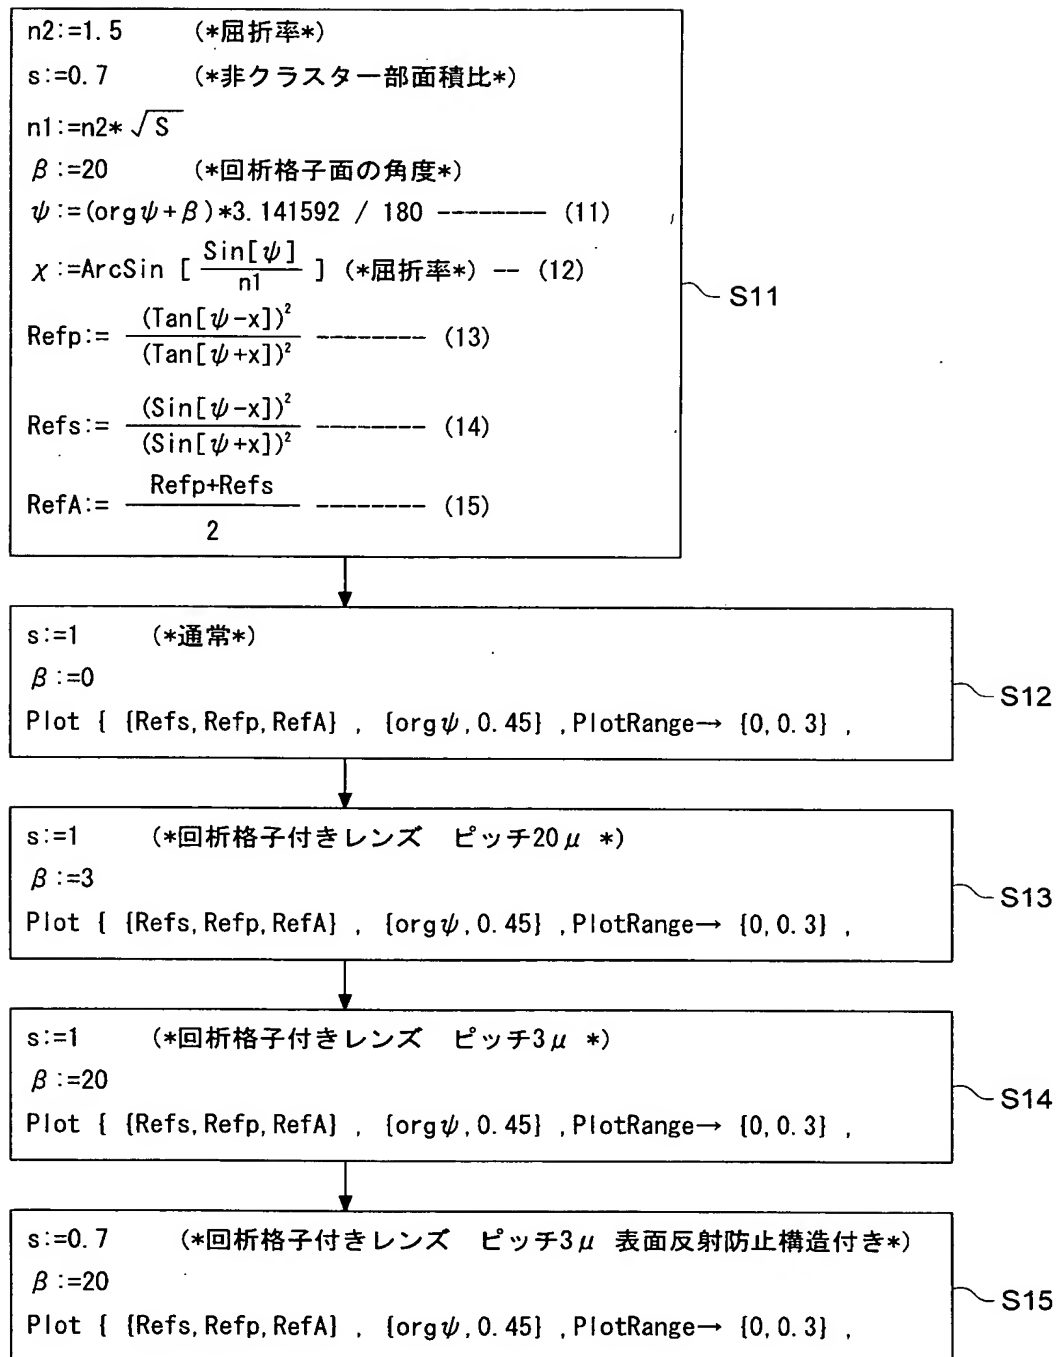 n2:=1.5 (*屈折率*)
s:=0.7 (*非クラスター部面積比*)
n1:=n2*√S
β:=20 (*回析格子面の角度*)
ψ:=(orgψ+β)*3.141592 / 180 -------- (11)
χ:=ArcSin [ Sin[ψ] / n1 ] (*屈折率*) -- (12)
Refp:= (Tan[ψ-x])² / (Tan[ψ+x])² -------- (13)
Refs:= (Sin[ψ-x])² / (Sin[ψ+x])² -------- (14)
RefA:= Refp+Refs / 2 -------- (15)
S11
s:=1 (*通常*)
β:=0
Plot { {Refs,Refp,RefA} , {orgψ,0.45} ,PlotRange→ {0,0.3} ,
S12
s:=1 (*回析格子付きレンズ ピッチ20μ *)
β:=3
Plot { {Refs,Refp,RefA} , {orgψ,0.45} ,PlotRange→ {0,0.3} ,
S13
s:=1 (*回析格子付きレンズ ピッチ3μ *)
β:=20
Plot { {Refs,Refp,RefA} , {orgψ,0.45} ,PlotRange→ {0,0.3} ,
S14
s:=0.7 (*回析格子付きレンズ ピッチ3μ 表面反射防止構造付き*)
β:=20
Plot { {Refs,Refp,RefA} , {orgψ,0.45} ,PlotRange→ {0,0.3} ,
S15